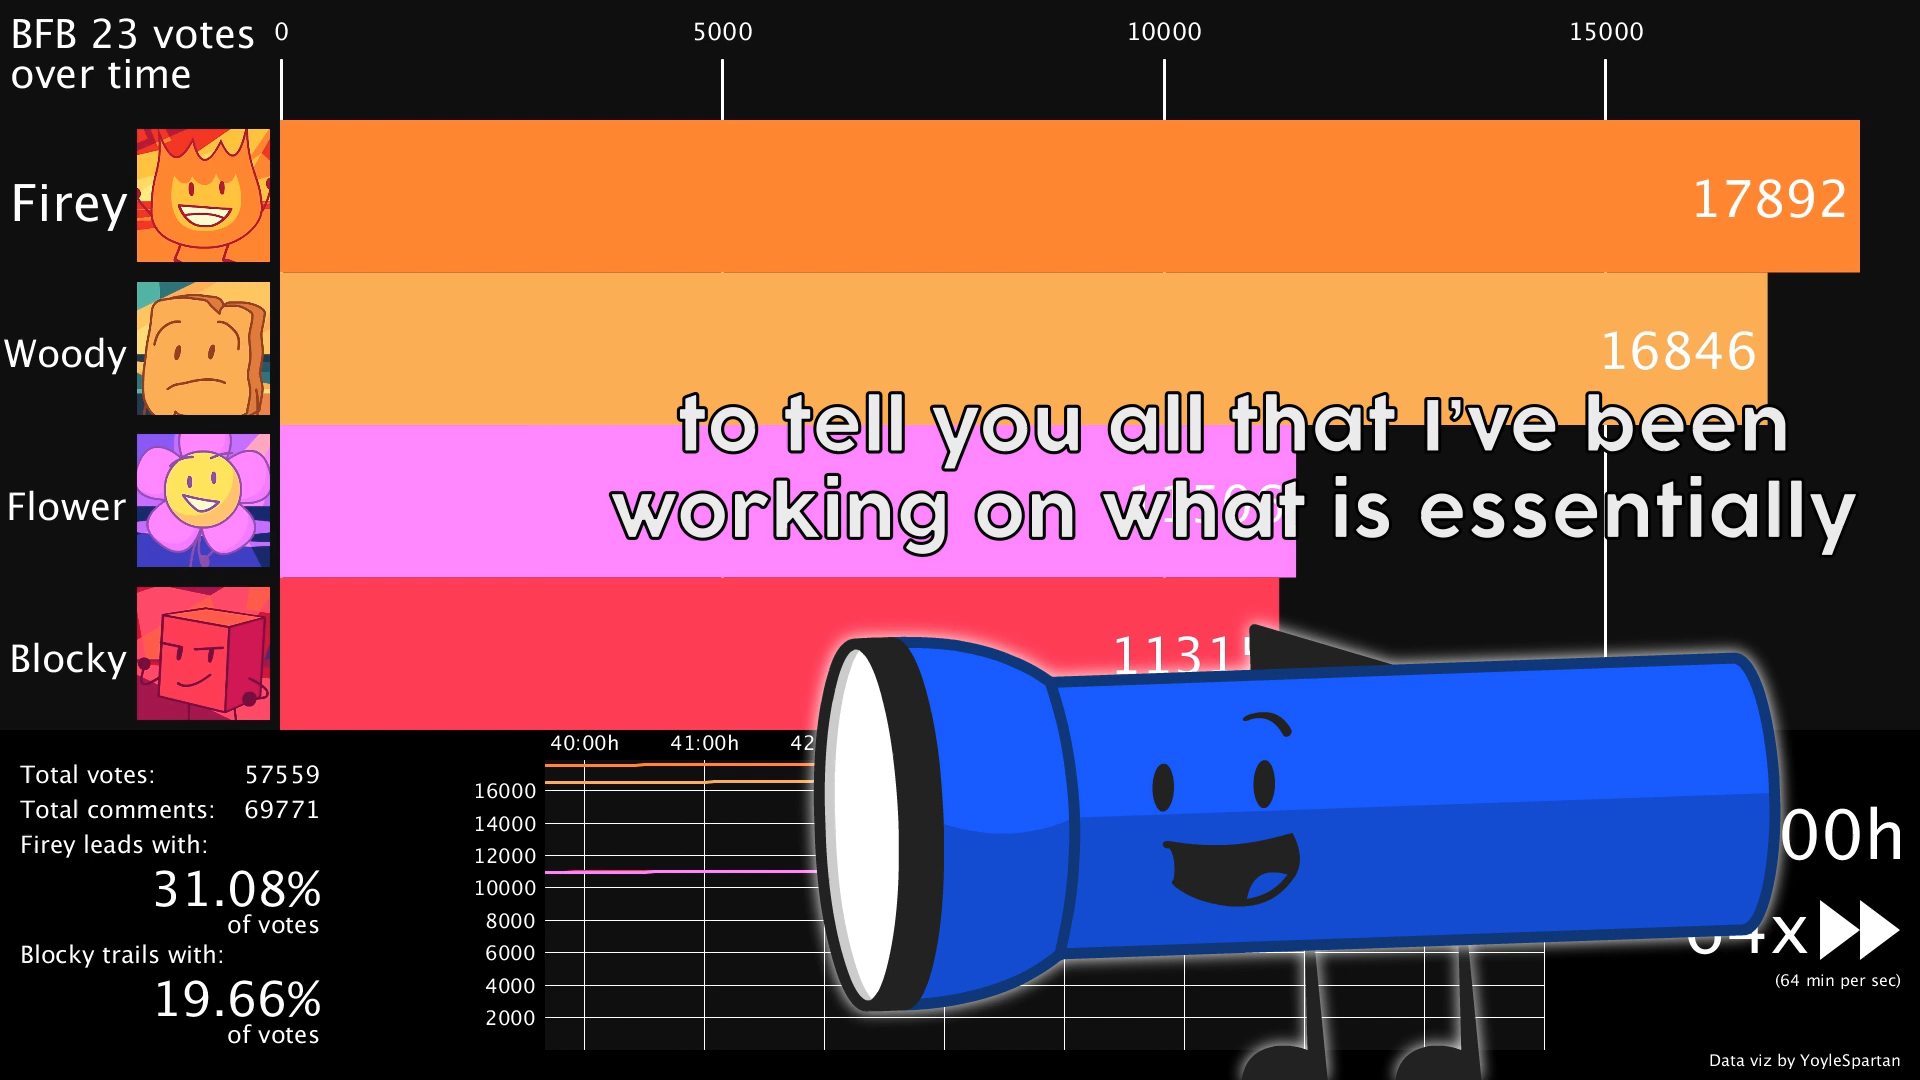 BFB 23 votes
over time
0 5000 10000 15000
Firey 17892
Woody 16846
to tell you all that I've been
Flower
working on what is essentially
Blocky
40:00h 41:00h
Total votes: 57559
Total comments: 69771
Firey leads with:
31.08%
of votes
Blocky trails with:
19.66%
of votes
16000
14000
12000
10000
8000
6000
4000
2000
00h
(64 min per sec)
Data viz by YoyleSpartan